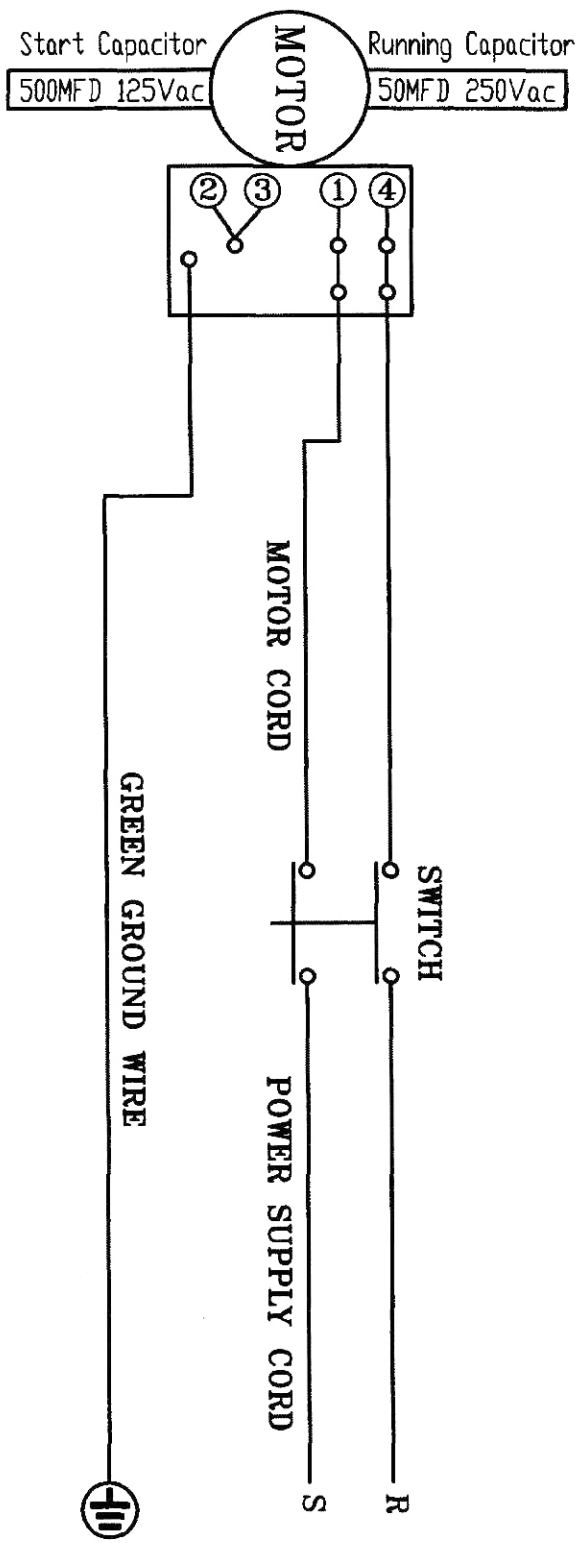 Start Capacitor
Running Capacitor
500MFD 125Vac
MOTOR
50MFD 250Vac
2 3 1 4
MOTOR CORD
GREEN GROUND WIRE
SWITCH
POWER SUPPLY CORD
S
R